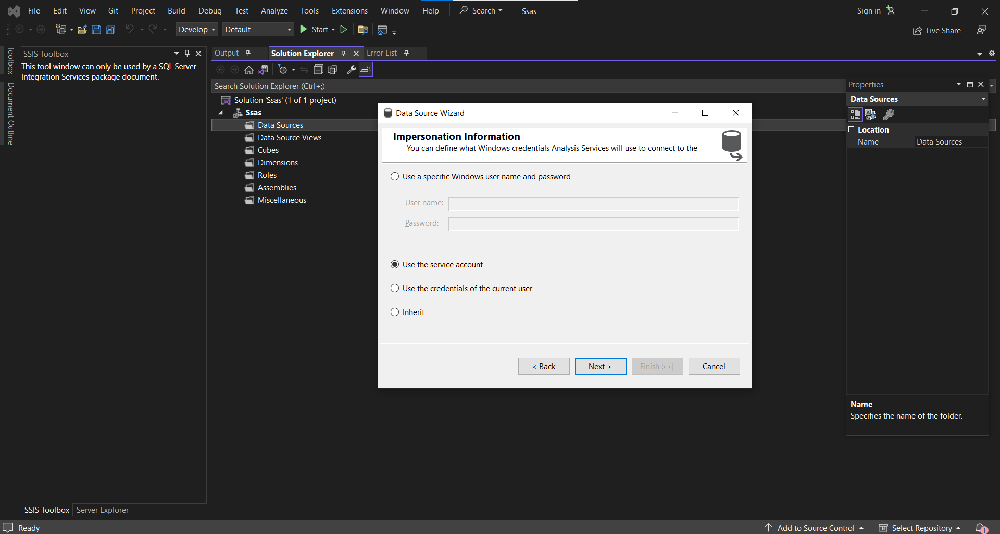 File Edit View Git Project Build Debug Test Analyze Tools Extensions Window Help Search Ssas Sign in
Develop Default Start Live Share
Toolbox
Document Outline
SSIS Toolbox
This tool window can only be used by a SQL Server
Integration Services package document.
SSIS Toolbox Server Explorer
Output Solution Explorer Error List
Search Solution Explorer (Ctrl+;)
Solution 'Ssas' (1 of 1 project)
Ssas
Data Sources
Data Source Views
Cubes
Dimensions
Roles
Assemblies
Miscellaneous
Data Source Wizard
Impersonation Information
You can define what Windows credentials Analysis Services will use to connect to the
Use a specific Windows user name and password
User name:
Password:
Use the service account
Use the credentials of the current user
Inherit
< Back Next > Finish >>| Cancel
Properties
Data Sources
Location
Name Data Sources
Name
Specifies the name of the folder.
Ready Add to Source Control Select Repository 1